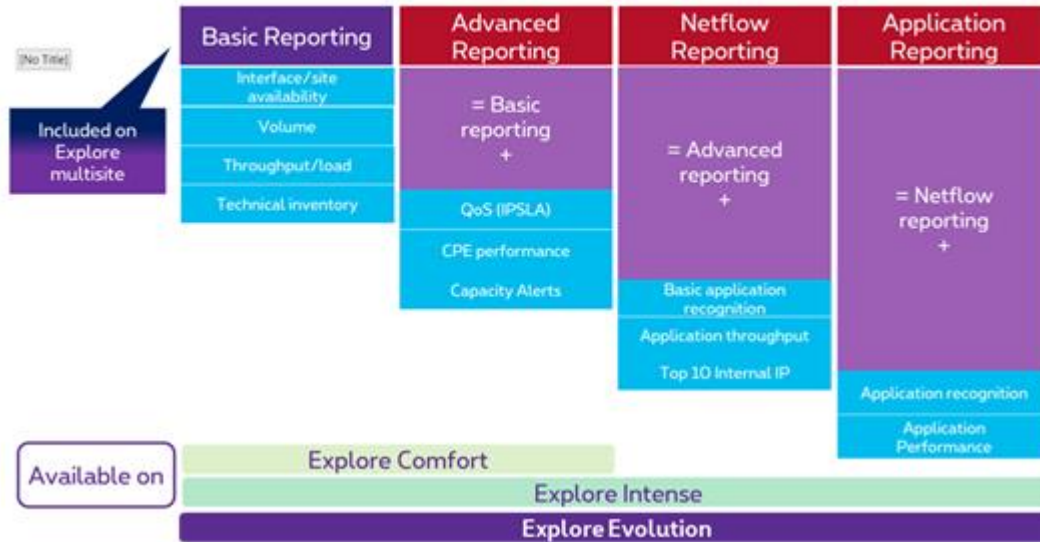 Basic Reporting
Advanced
Reporting
Netflow
Reporting
Application
Reporting
[No Title]
Included on
Explore
multisite
Interface/site
availability
Volume
Throughput/load
Technical inventory
= Basic
reporting
+
QoS (IPSLA)
CPE performance
Capacity Alerts
= Advanced
reporting
+
Basic application
recognition
Application throughput
Top 10 Internal IP
= Netflow
reporting
+
Application recognition
Application
Performance
Available on
Explore Comfort
Explore Intense
Explore Evolution